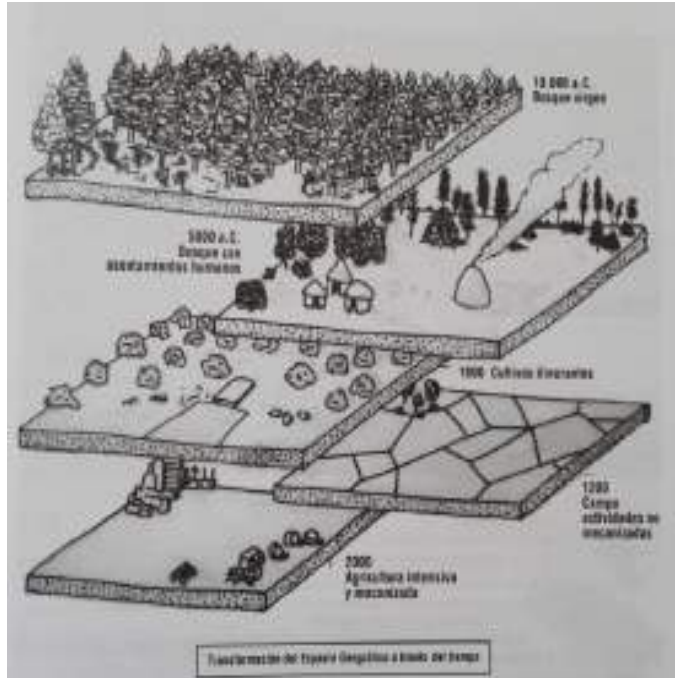 10 000 a.C.
Bosque virgen
5000 a.C.
Bosque con
asentamientos humanos
1000 Cultivos itinerantes
1200
Campo
actividades no
mecanizadas
2000
Agricultura intensiva
y mecanizada
Transformación del Espacio Geográfico a través del tiempo